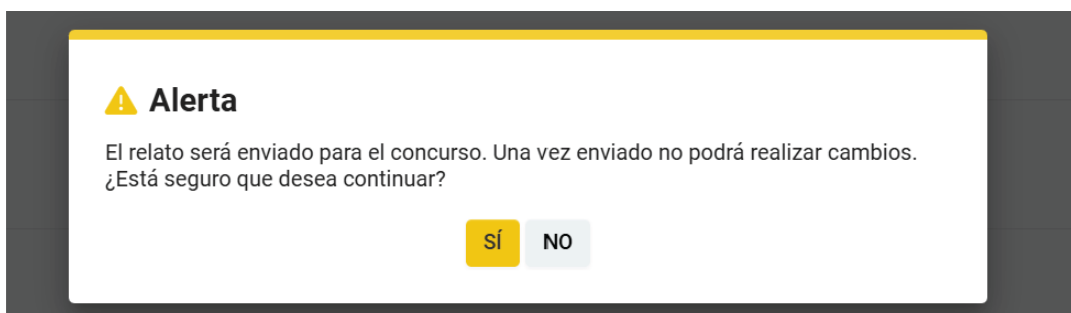 Alerta
El relato será enviado para el concurso. Una vez enviado no podrá realizar cambios.
¿Está seguro que desea continuar?
SÍ NO